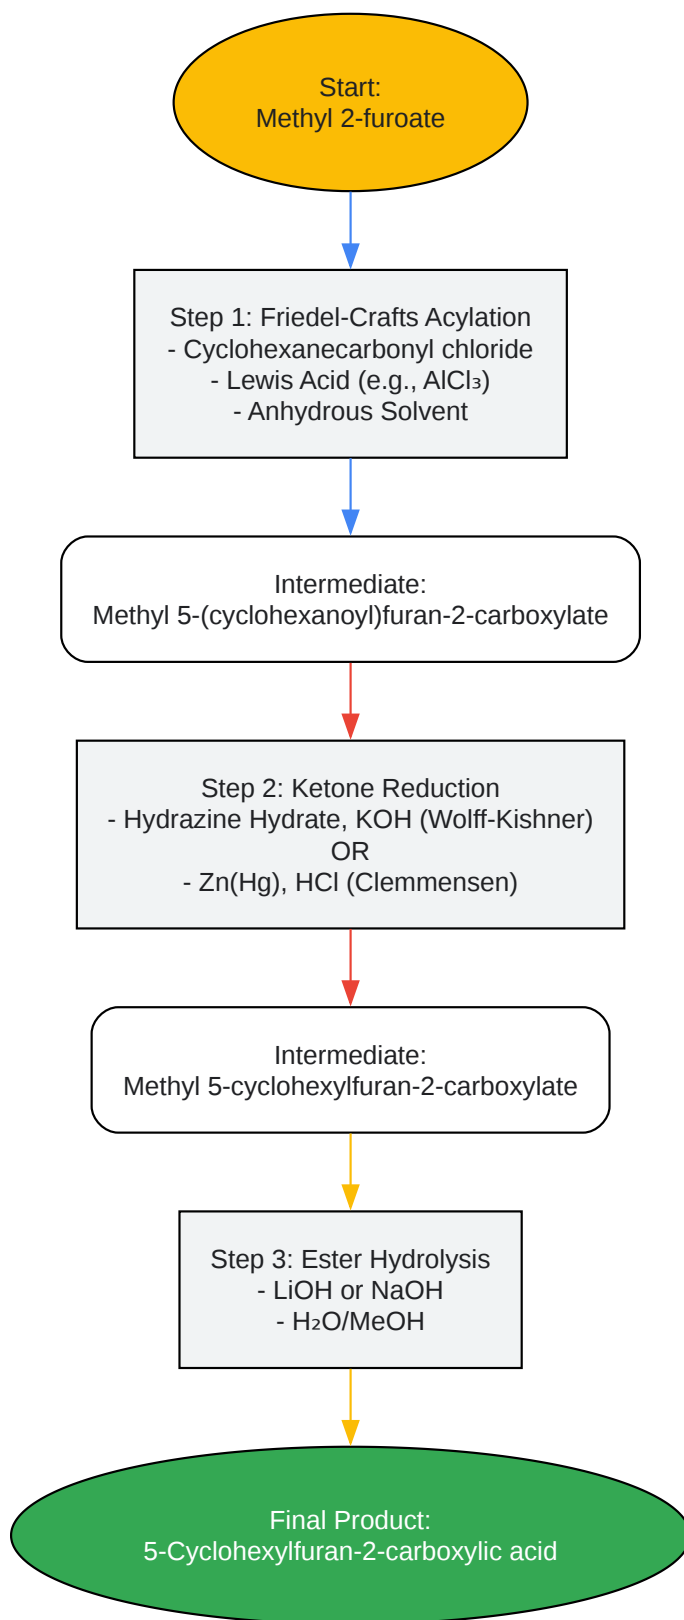 Start:
Methyl 2-furoate
Step 1: Friedel-Crafts Acylation
- Cyclohexanecarbonyl chloride
- Lewis Acid (e.g., AlCl₃)
- Anhydrous Solvent
Intermediate:
Methyl 5-(cyclohexanoyl)furan-2-carboxylate
Step 2: Ketone Reduction
- Hydrazine Hydrate, KOH (Wolff-Kishner)
OR
- Zn(Hg), HCl (Clemmensen)
Intermediate:
Methyl 5-cyclohexylfuran-2-carboxylate
Step 3: Ester Hydrolysis
- LiOH or NaOH
- H₂O/MeOH
Final Product:
5-Cyclohexylfuran-2-carboxylic acid